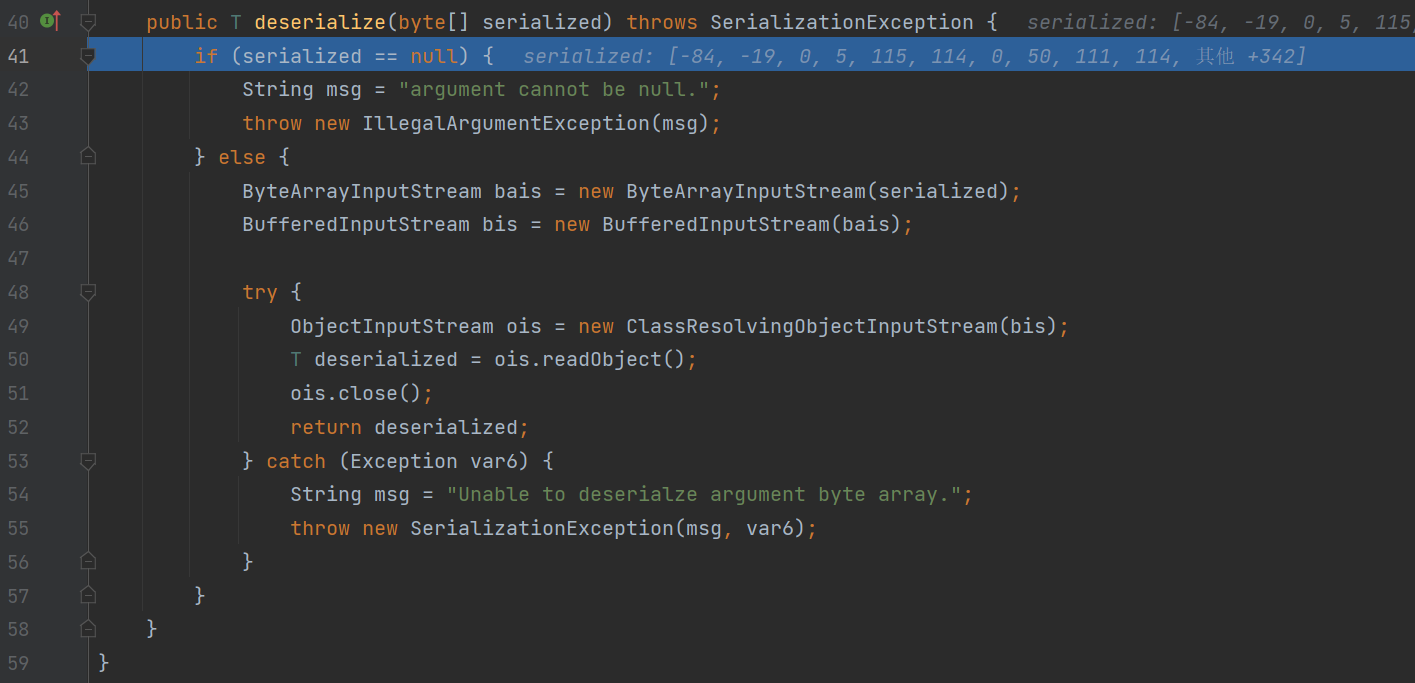 40 public T deserialize(byte[] serialized) throws SerializationException { serialized: [-84, -19, 0, 5, 115,
41 if (serialized == null) { serialized: [-84, -19, 0, 5, 115, 114, 0, 50, 111, 114, 其他 +342]
42 String msg = "argument cannot be null.";
43 throw new IllegalArgumentException(msg);
44 } else {
45 ByteArrayInputStream bais = new ByteArrayInputStream(serialized);
46 BufferedInputStream bis = new BufferedInputStream(bais);
47
48 try {
49 ObjectInputStream ois = new ClassResolvingObjectInputStream(bis);
50 T deserialized = ois.readObject();
51 ois.close();
52 return deserialized;
53 } catch (Exception var6) {
54 String msg = "Unable to deserialze argument byte array.";
55 throw new SerializationException(msg, var6);
56 }
57 }
58 }
59 }